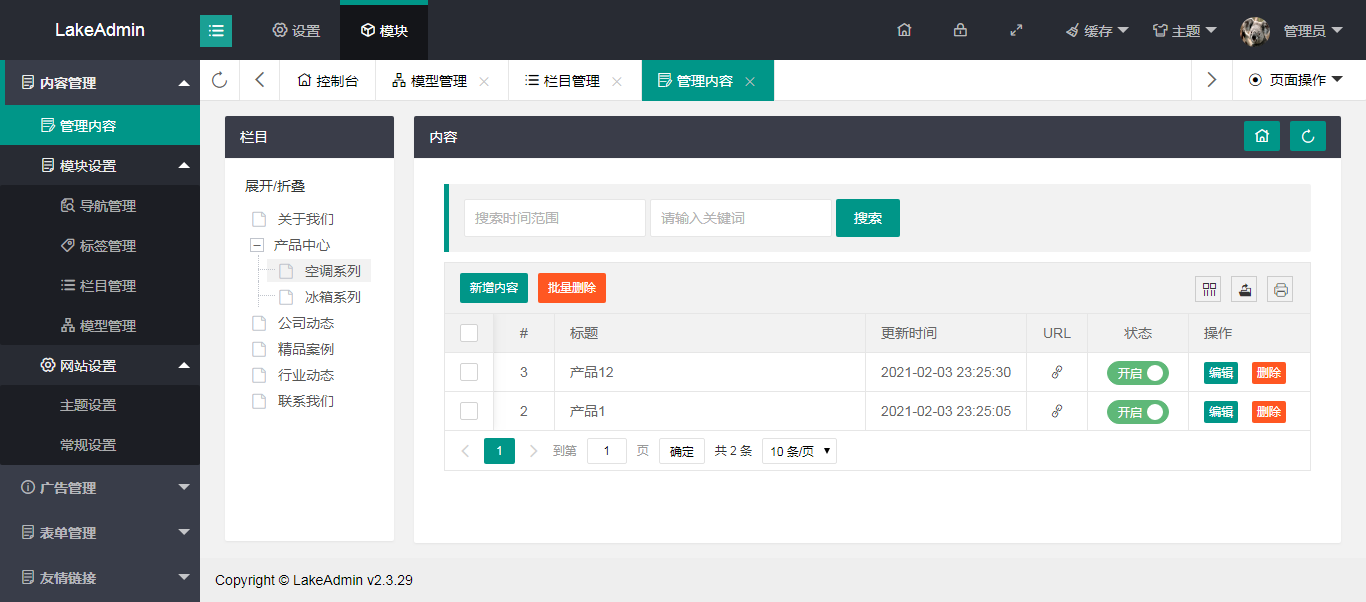 LakeAdmin 设置 模块 缓存 主题 管理员
内容管理
管理内容
模块设置
导航管理
标签管理
栏目管理
模型管理
网站设置
主题设置
常规设置
广告管理
表单管理
友情链接
控制台 模型管理 栏目管理 管理内容 页面操作
栏目
展开/折叠
关于我们
产品中心
空调系列
冰箱系列
公司动态
精品案例
行业动态
联系我们
内容
搜索时间范围 请输入关键词 搜索
新增内容 批量删除
# 标题 更新时间 URL 状态 操作
3 产品12 2021-02-03 23:25:30 开启 编辑 删除
2 产品1 2021-02-03 23:25:05 开启 编辑 删除
1 到第 1 页 确定 共 2 条 10 条/页
Copyright © LakeAdmin v2.3.29